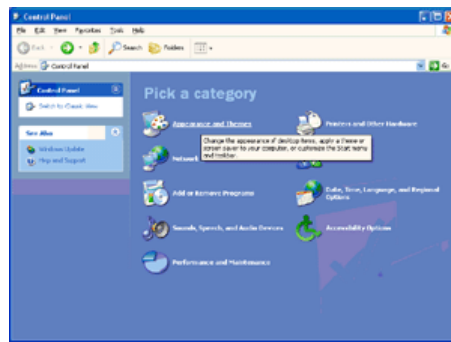 Control Panel
File Edit View Favorites Tools Help
Back Search Folders
Address Control Panel Go
Control Panel
Switch to Classic View
See Also
Windows Update
Help and Support
Pick a category
Appearance and Themes
Printers and Other Hardware
Change the appearance of desktop items, apply a theme or
screen saver to your computer, or customize the Start menu
and taskbar.
Network
Add or Remove Programs
Date, Time, Language, and Regional
Options
Sounds, Speech, and Audio Devices
Accessibility Options
Performance and Maintenance